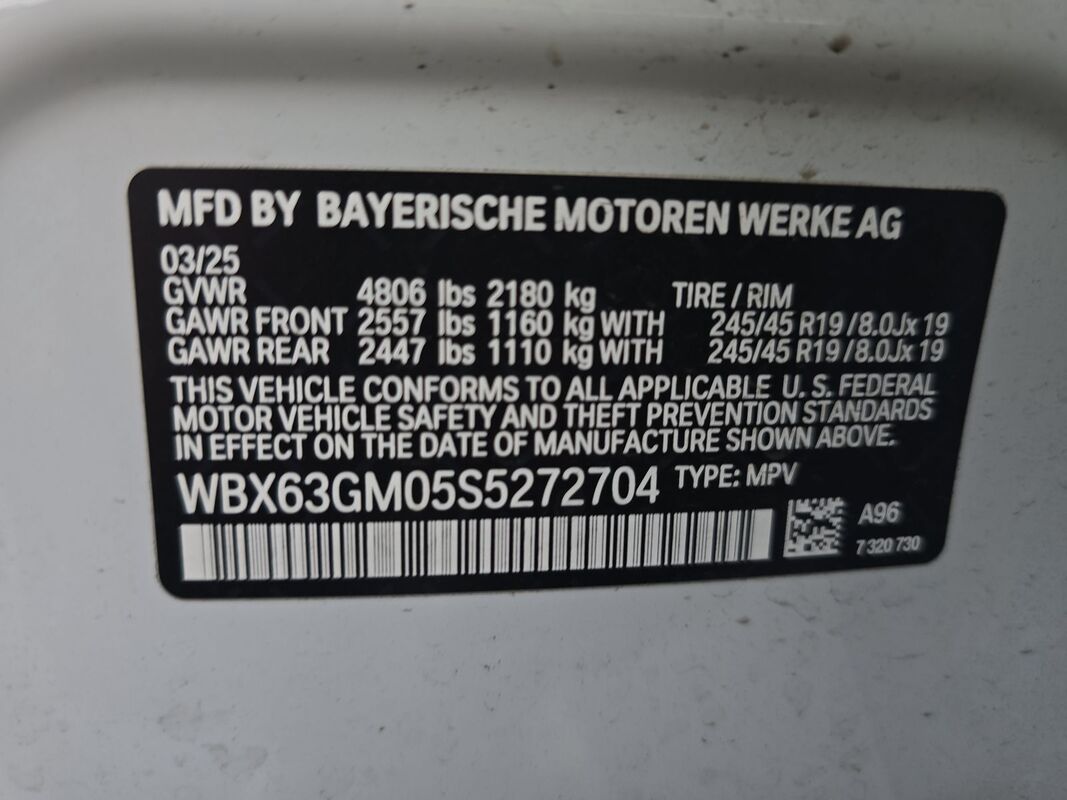 MFD BY BAYERISCHE MOTOREN WERKE AG
03/25
GVWR 4806 lbs 2180 kg TIRE / RIM
GAWR FRONT 2557 lbs 1160 kg WITH 245/45 R19 / 8.0Jx 19
GAWR REAR 2447 lbs 1110 kg WITH 245/45 R19 / 8.0Jx 19
THIS VEHICLE CONFORMS TO ALL APPLICABLE U. S. FEDERAL
MOTOR VEHICLE SAFETY AND THEFT PREVENTION STANDARDS
IN EFFECT ON THE DATE OF MANUFACTURE SHOWN ABOVE.
WBX63GM05S5272704 TYPE: MPV
A96
7 320 730